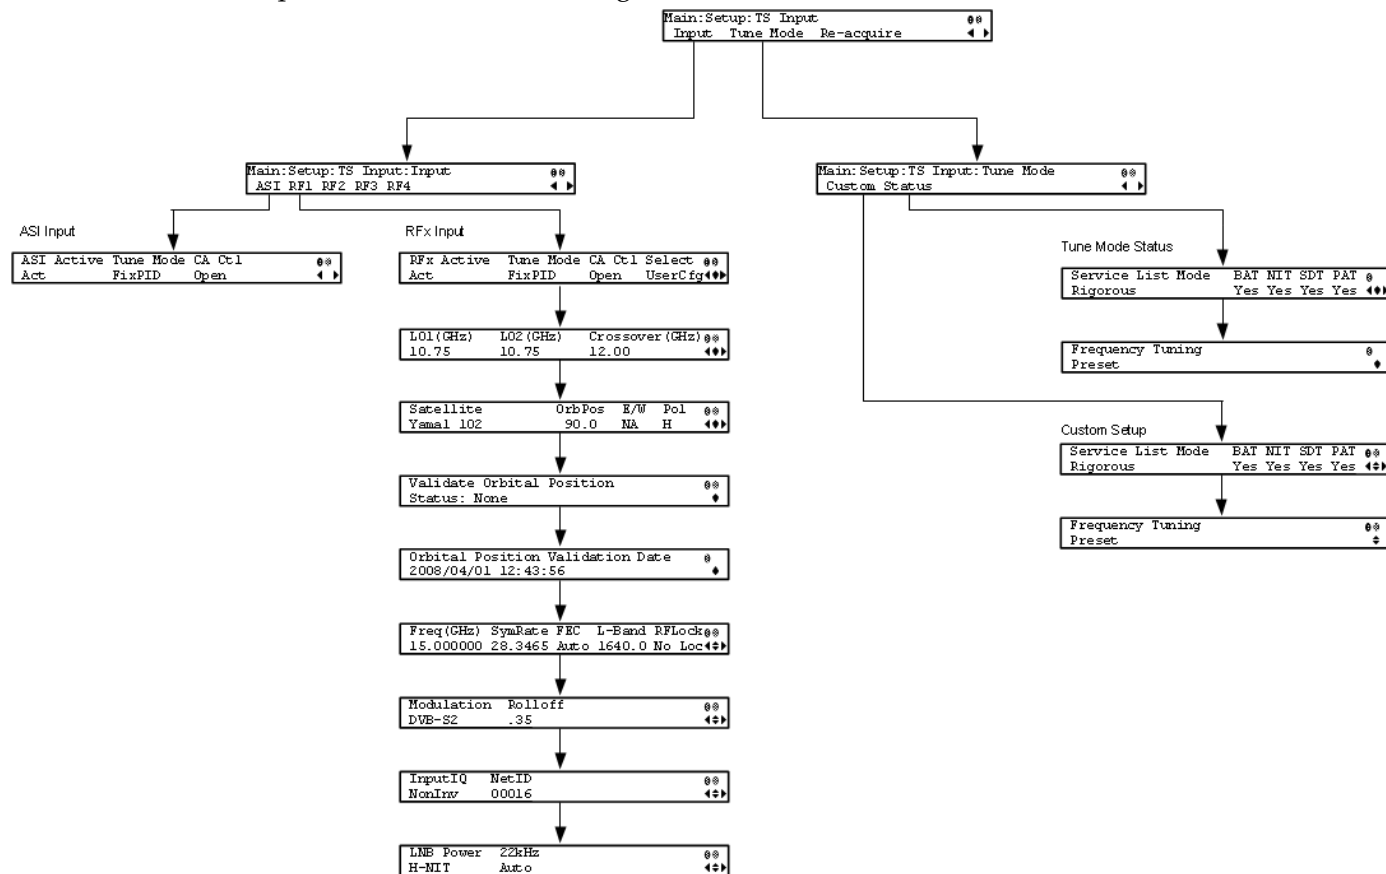 Main:Setup:TS Input
Input Tune Mode Re-acquire
Main:Setup:TS Input:Input
ASI RF1 RF2 RF3 RF4
Main:Setup:TS Input:Tune Mode
Custom Status
ASI Input
ASI Active Tune Mode CA Ctl
Act FixPID Open
RFx Input
RFx Active Tune Mode CA Ctl Select
Act FixPID Open UserCfg
LO1(GHz) LO2(GHz) Crossover(GHz)
10.75 10.75 12.00
Satellite OrbPos E/W Pol
Yamal 102 90.0 NA H
Validate Orbital Position
Status: None
Orbital Position Validation Date
2008/04/01 12:43:56
Freq(GHz) SymRate FEC L-Band RFLock
15.000000 28.3465 Auto 1640.0 No Loc
Modulation Rolloff
DVB-S2 .35
InputIQ NetID
NonInv 00016
LNB Power 22kHz
H-NIT Auto
Tune Mode Status
Service List Mode BAT NIT SDT PAT
Rigorous Yes Yes Yes Yes
Frequency Tuning
Preset
Custom Setup
Service List Mode BAT NIT SDT PAT
Rigorous Yes Yes Yes Yes
Frequency Tuning
Preset